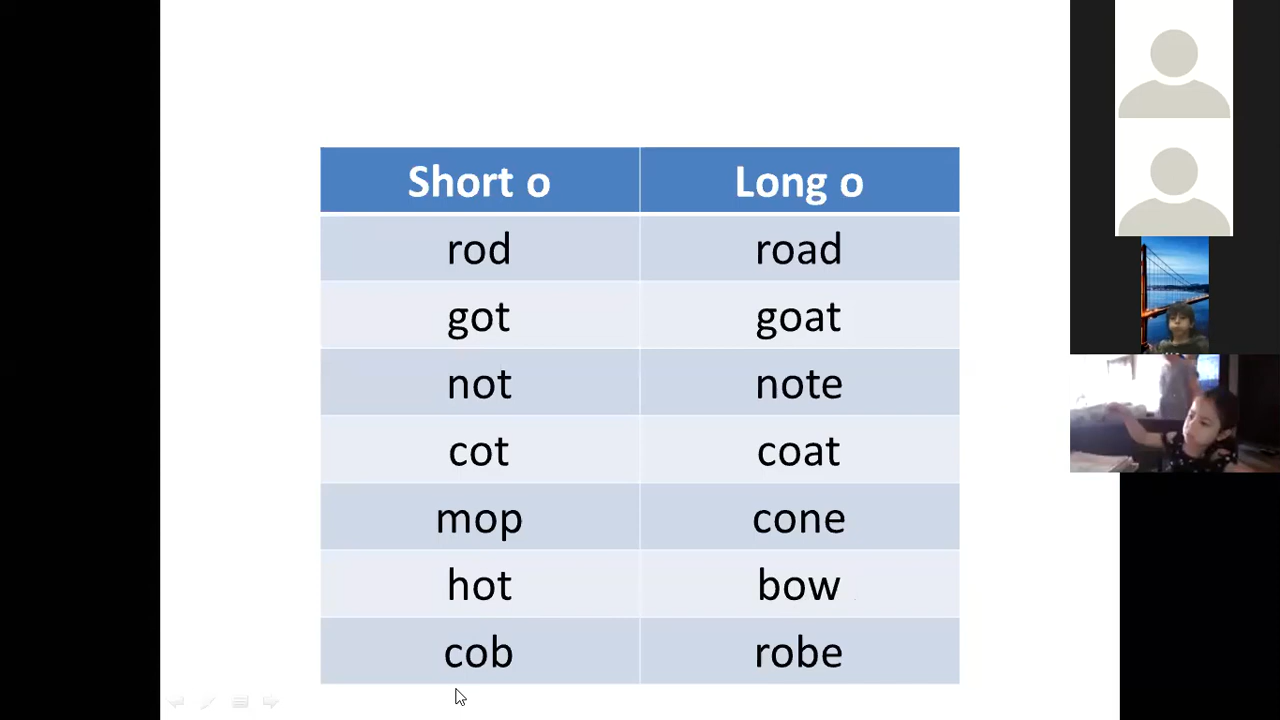 Short o Long o
rod road
got goat
not note
cot coat
mop cone
hot bow
cob robe